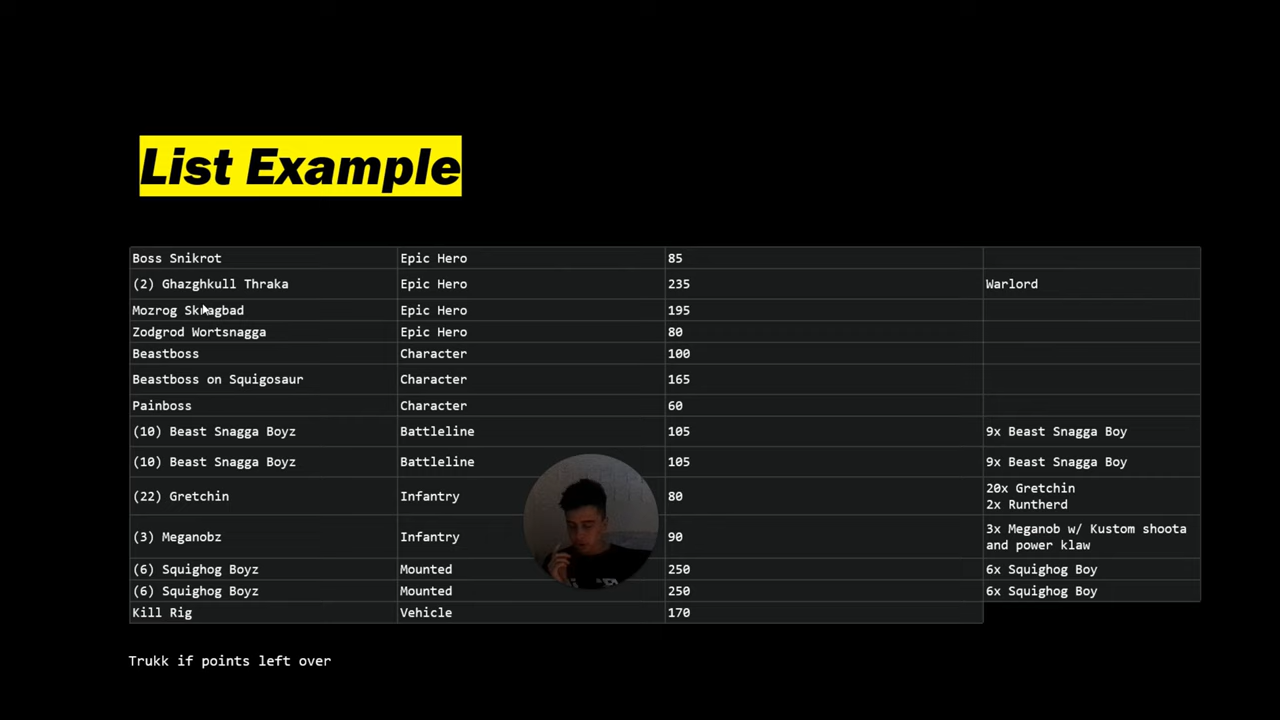 List Example
Boss Snikrot Epic Hero 85
(2) Ghazghkull Thraka Epic Hero 235 Warlord
Mozrog Skragbad Epic Hero 195
Zodgrod Wortsnagga Epic Hero 80
Beastboss Character 100
Beastboss on Squigosaur Character 165
Painboss Character 60
(10) Beast Snagga Boyz Battleline 105 9x Beast Snagga Boy
(10) Beast Snagga Boyz Battleline 105 9x Beast Snagga Boy
(22) Gretchin Infantry 80 20x Gretchin
2x Runtherd
(3) Meganobz Infantry 90 3x Meganob w/ Kustom shoota
and power klaw
(6) Squighog Boyz Mounted 250 6x Squighog Boy
(6) Squighog Boyz Mounted 250 6x Squighog Boy
Kill Rig Vehicle 170
Trukk if points left over